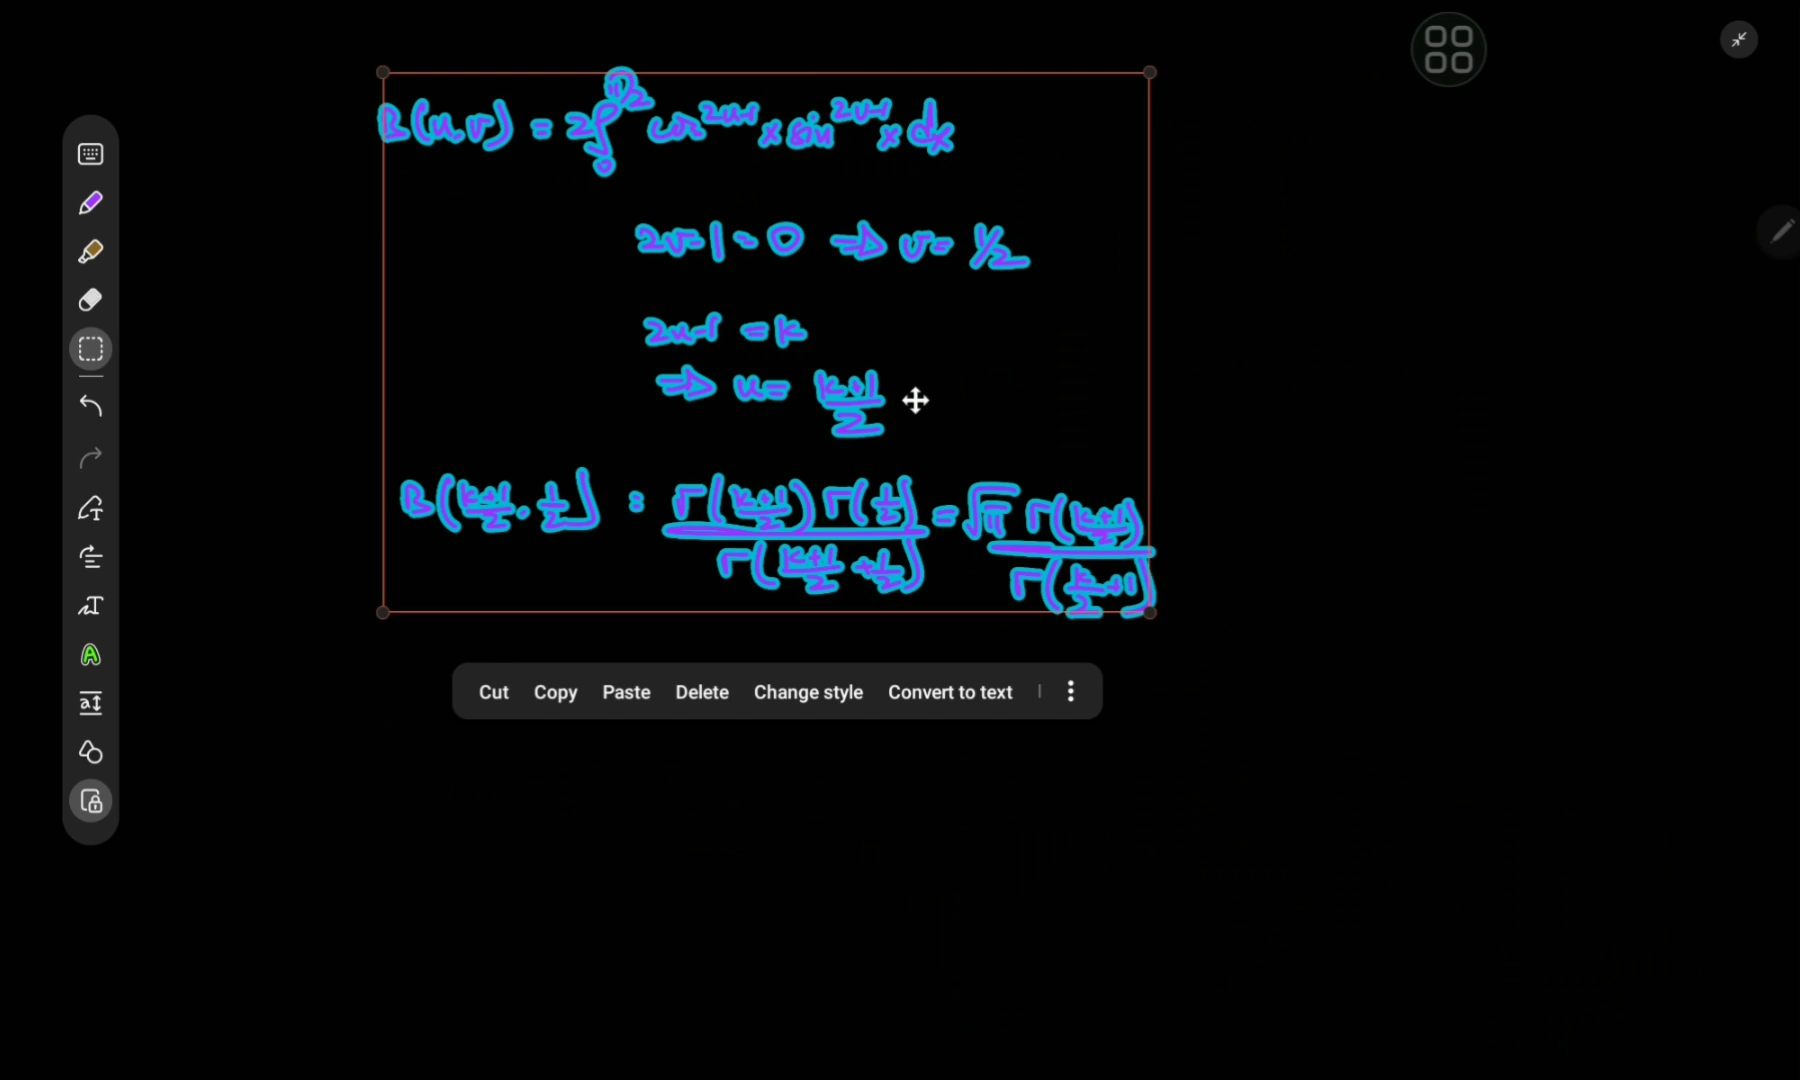 B(u,v) = 2∫₀^(π/2) cos^(2u-1) x sin^(2v-1) x dx
2v-1 = 0 ⇒ v = 1/2
2u-1 = k
⇒ u = (k+1)/2
B((k+1)/2, 1/2) : Γ((k+1)/2) Γ(1/2) / Γ((k+1)/2 + 1/2) = √π Γ((k+1)/2) / Γ(k/2 + 1)
Cut Copy Paste Delete Change style Convert to text